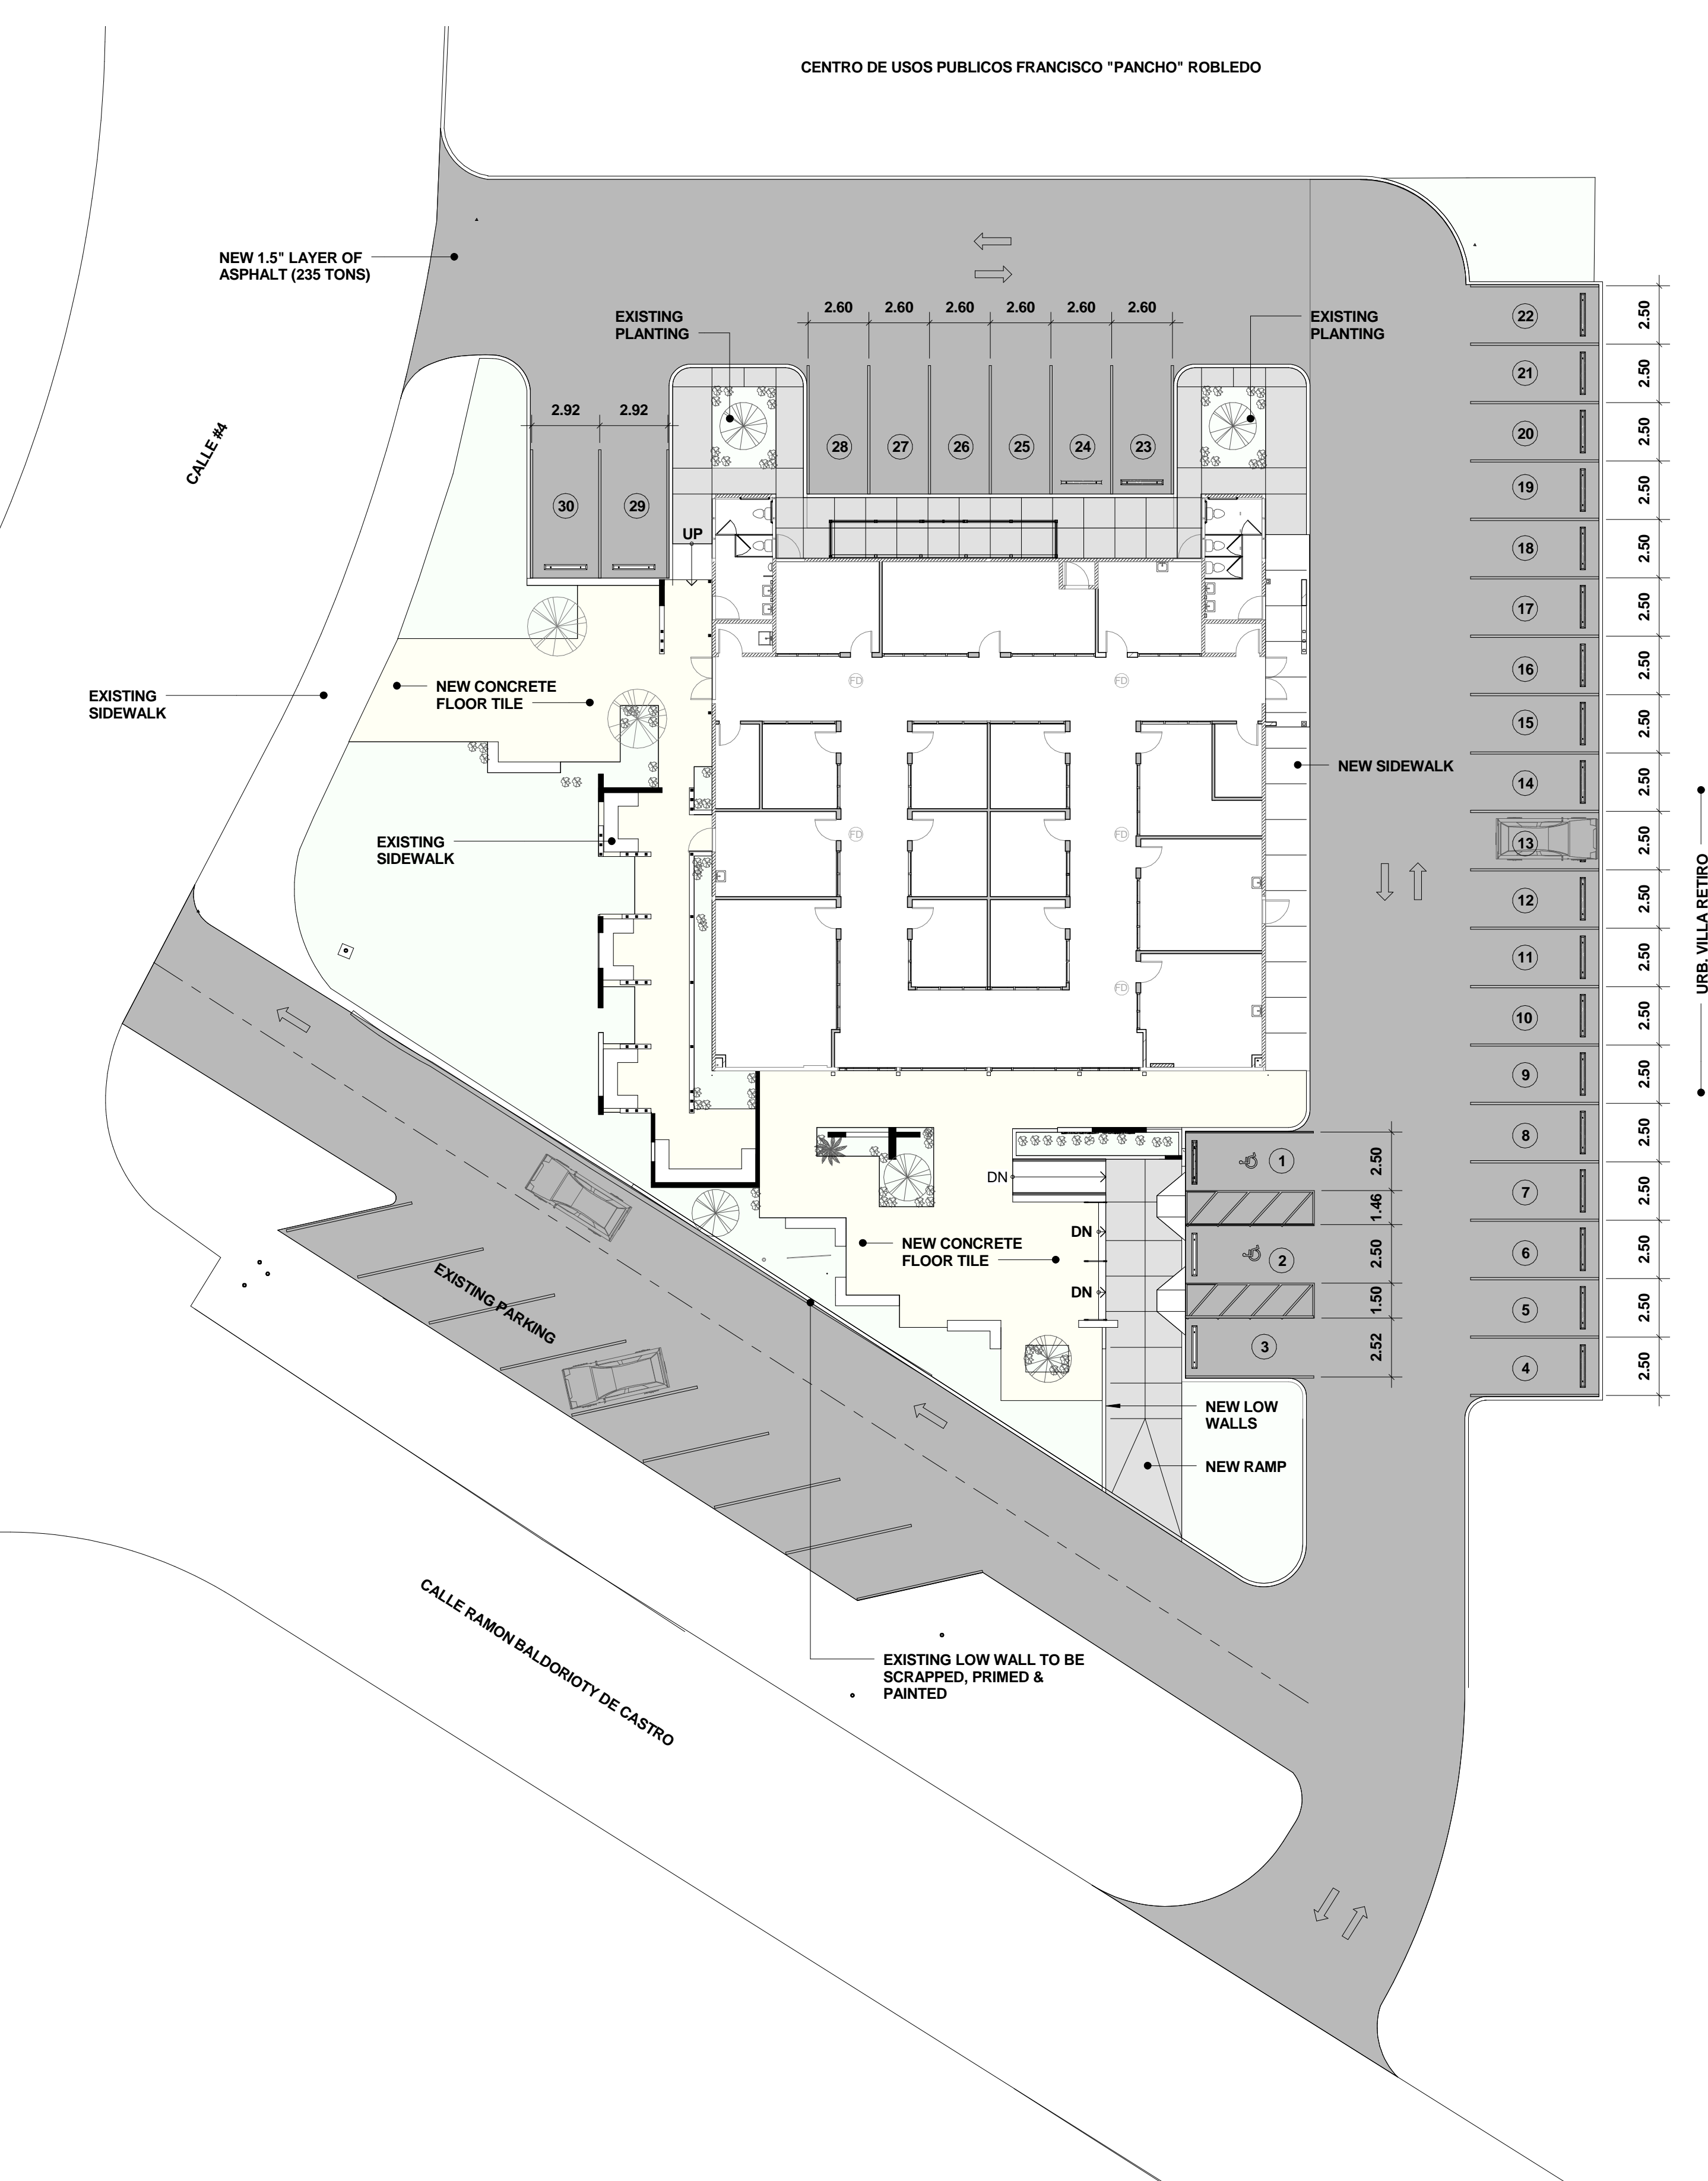 CENTRO DE USOS PUBLICOS FRANCISCO "PANCHO" ROBLEDO
NEW 1.5" LAYER OF
ASPHALT (235 TONS)
EXISTING
PLANTING
2.60
2.60
2.60
2.60
2.60
2.60
EXISTING
PLANTING
2.92
2.92
CALLE #4
30
29
28
27
26
25
24
23
UP
22
2.50
21
2.50
20
2.50
19
2.50
18
2.50
17
2.50
16
2.50
15
2.50
14
2.50
13
2.50
12
2.50
11
2.50
10
2.50
9
2.50
8
2.50
7
2.50
6
2.50
5
2.50
4
2.50
URB. VILLA RETIRO
EXISTING
SIDEWALK
NEW CONCRETE
FLOOR TILE
FD
FD
NEW SIDEWALK
EXISTING
SIDEWALK
FD
FD
FD
1
2.50
1.46
2
2.50
1.50
3
2.52
DN
DN
DN
NEW CONCRETE
FLOOR TILE
EXISTING PARKING
NEW LOW
WALLS
NEW RAMP
CALLE RAMON BALDORIOTY DE CASTRO
EXISTING LOW WALL TO BE
SCRAPPED, PRIMED &
PAINTED